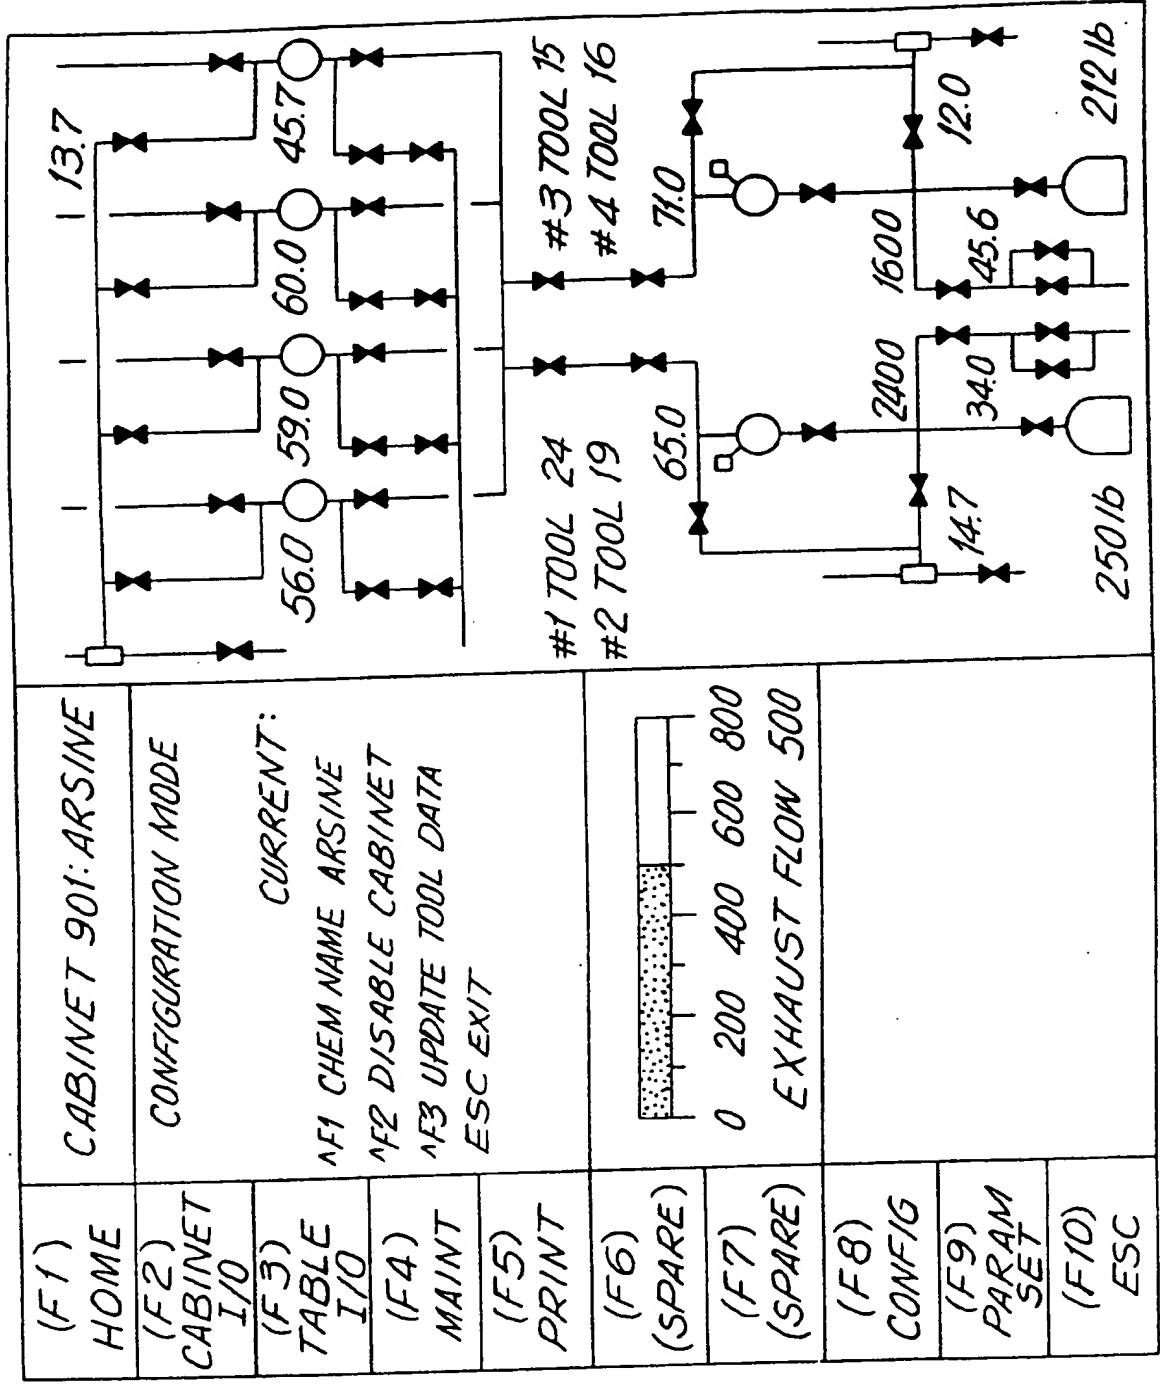 (F1)
HOME
(F2)
CABINET
I/O
(F3)
TABLE
I/O
(F4)
MAINT
(F5)
PRINT
(F6)
(SPARE)
(F7)
(SPARE)
(F8)
CONFIG
(F9)
PARAM
SET
(F10)
ESC
CABINET 901: ARSINE
CONFIGURATION MODE
CURRENT:
^F1 CHEM NAME ARSINE
^F2 DISABLE CABINET
^F3 UPDATE TOOL DATA
ESC EXIT
0 200 400 600 800
EXHAUST FLOW 500
13.7
56.0
59.0
60.0
45.7
#1 TOOL 24
#2 TOOL 19
#3 TOOL 15
#4 TOOL 16
65.0
71.0
2400
1600
14.7
34.0
45.6
12.0
250 lb
212 lb